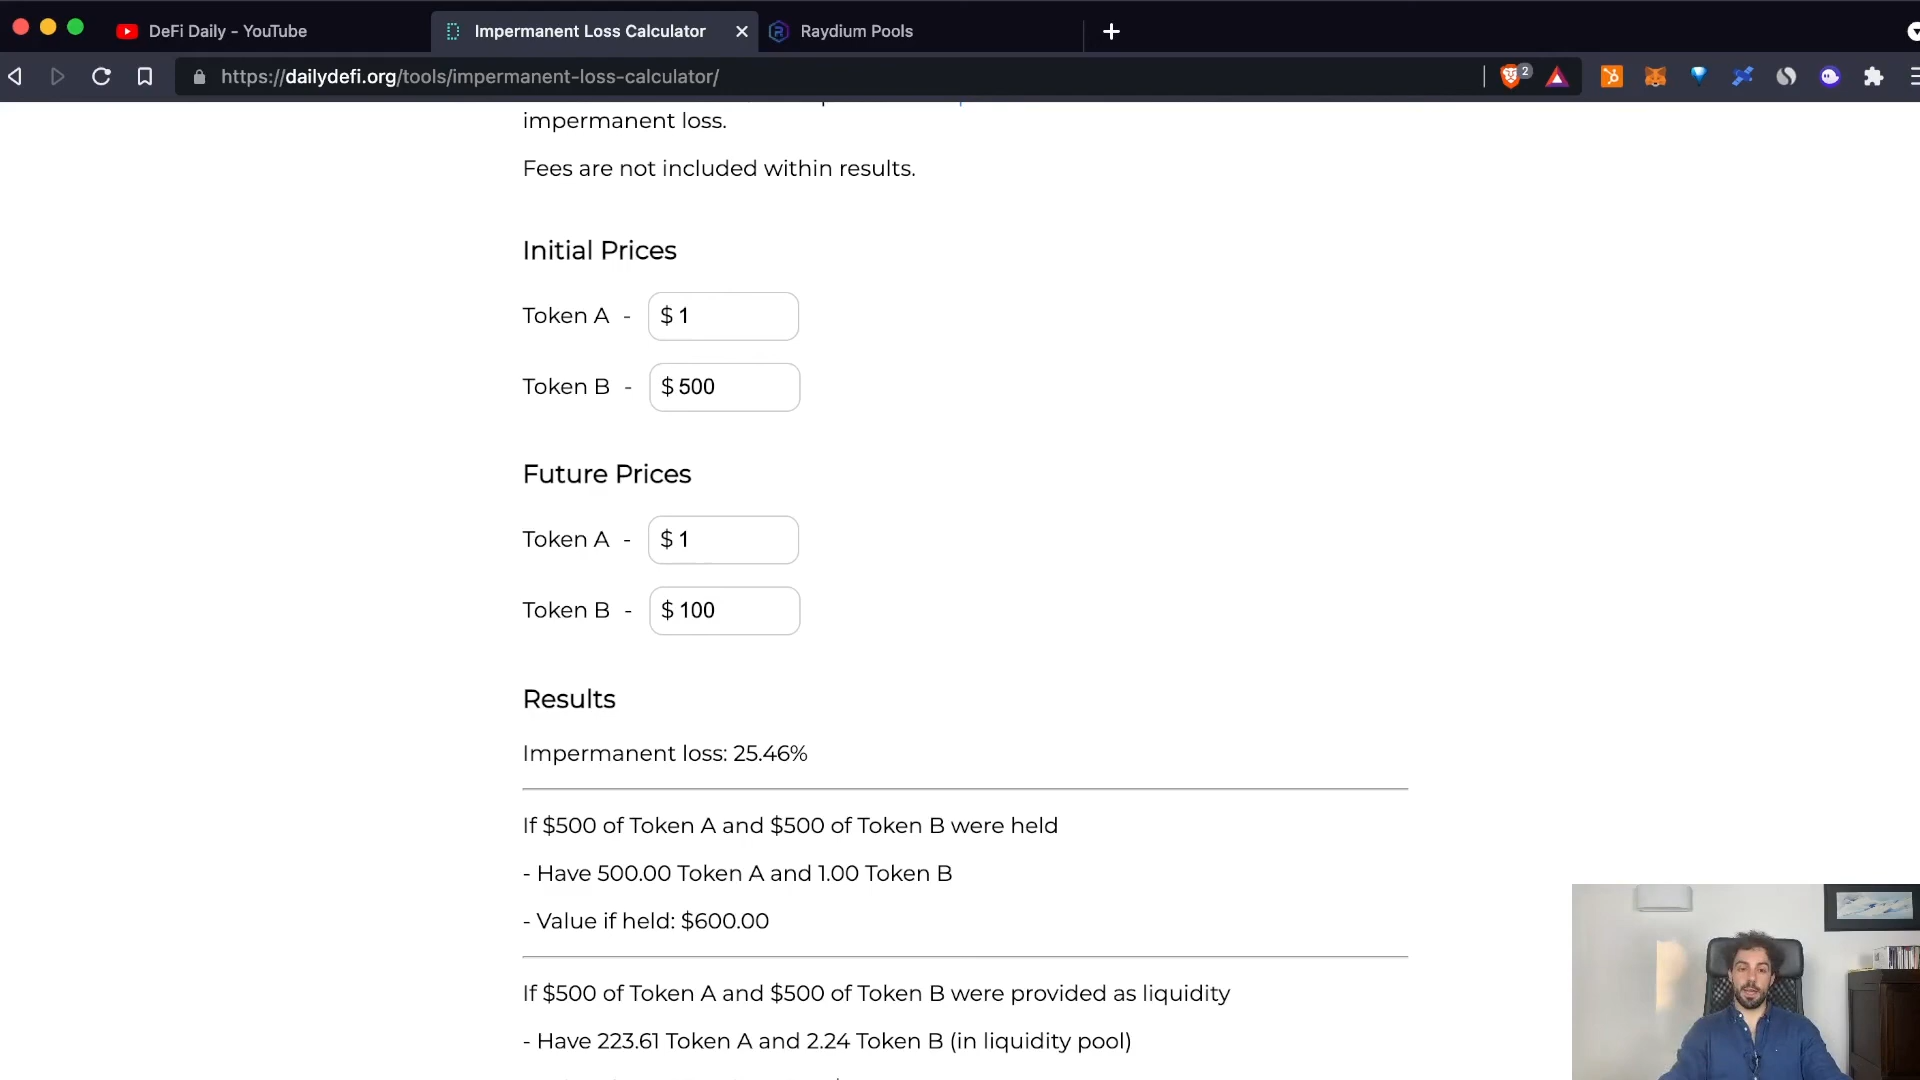 DeFi Daily - YouTube
Impermanent Loss Calculator
Raydium Pools
https://dailydefi.org/tools/impermanent-loss-calculator/
2
impermanent loss.
Fees are not included within results.
Initial Prices
Token A - $ 1
Token B - $ 500
Future Prices
Token A - $ 1
Token B - $ 100
Results
Impermanent loss: 25.46%
If $500 of Token A and $500 of Token B were held
- Have 500.00 Token A and 1.00 Token B
- Value if held: $600.00
If $500 of Token A and $500 of Token B were provided as liquidity
- Have 223.61 Token A and 2.24 Token B (in liquidity pool)